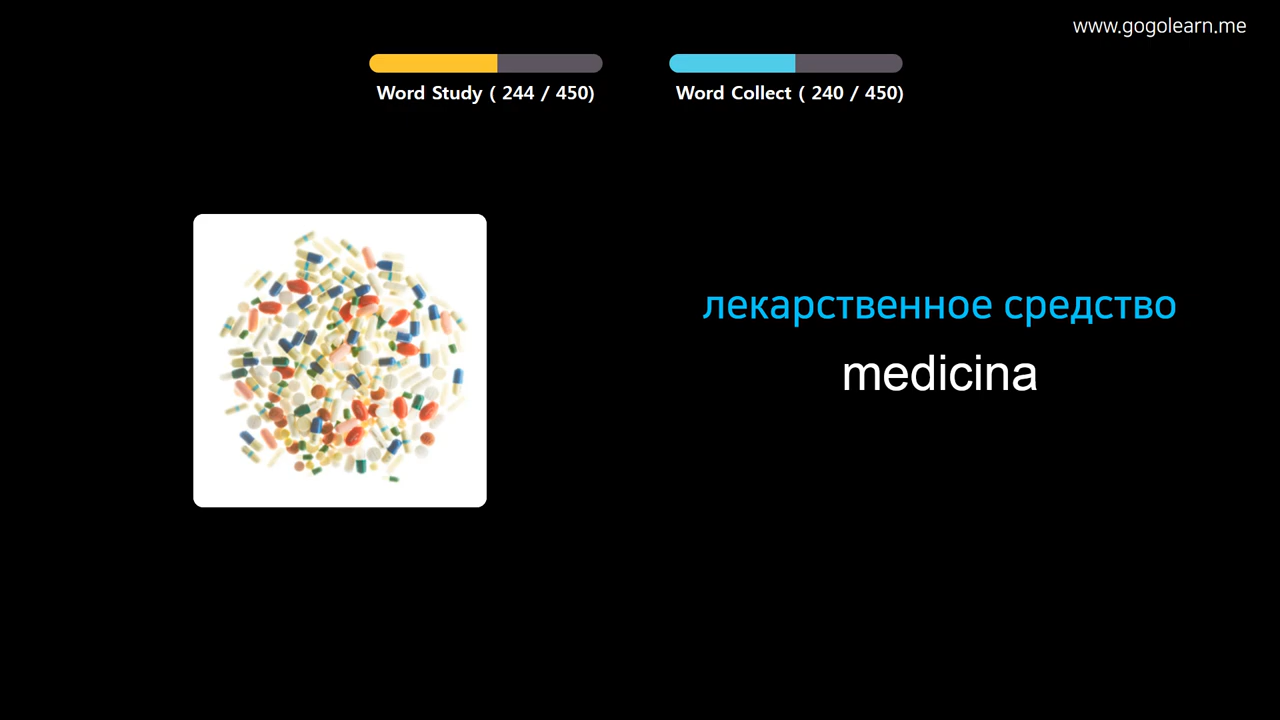 www.gogolearn.me
Word Study ( 244 / 450)
Word Collect ( 240 / 450)
лекарственное средство
medicina